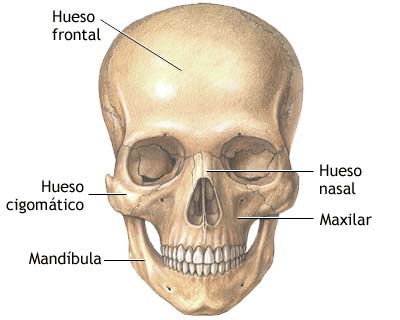 Hueso
frontal
Hueso
nasal
Hueso
cigomático
Maxilar
Mandíbula